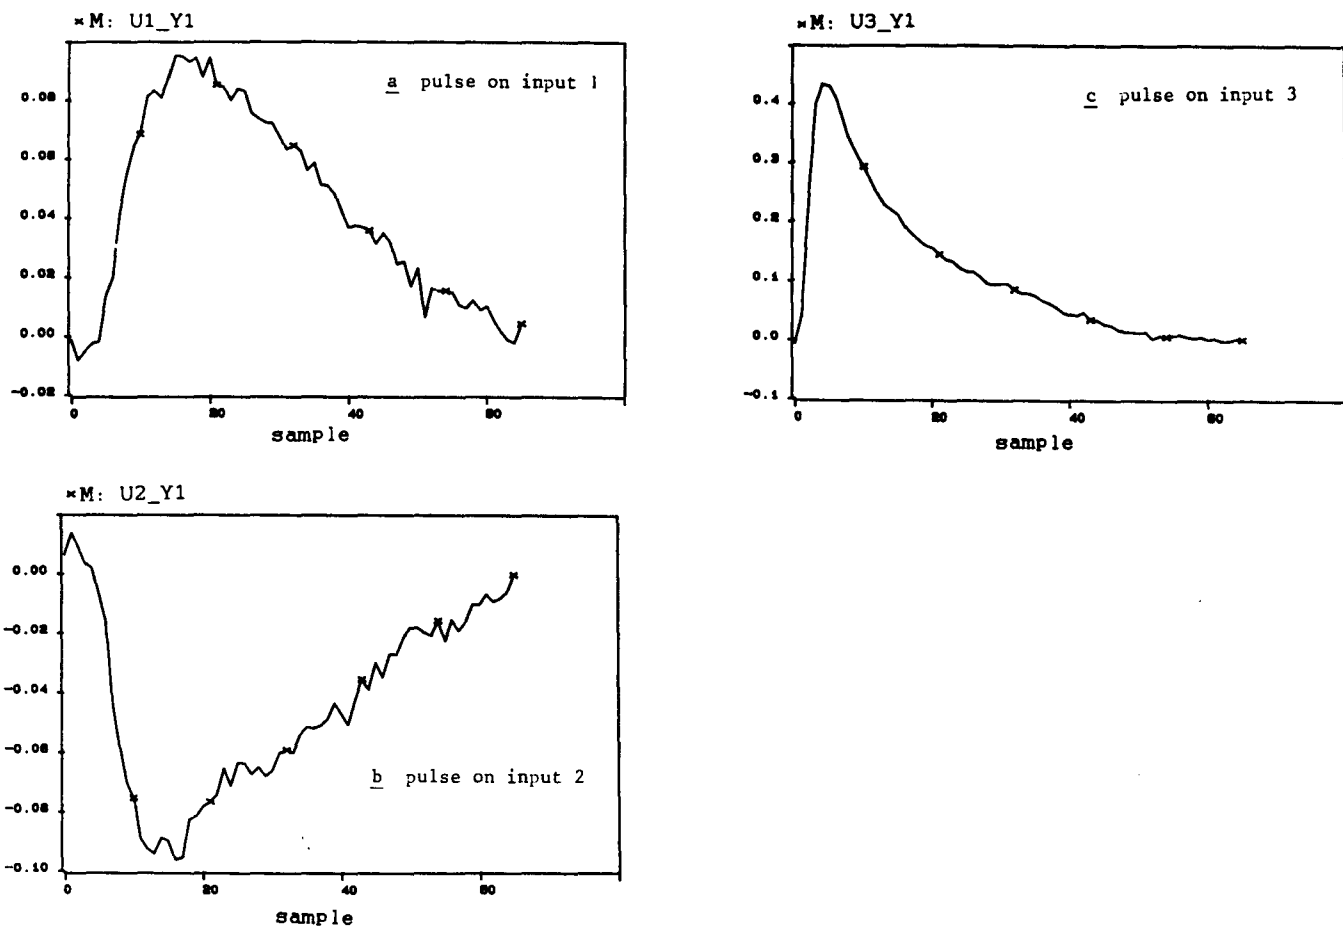 ×M: U1_Y1
a pulse on input 1
0.08
0.06
0.04
0.02
0.00
-0.02
0 20 40 60
sample
×M: U3_Y1
c pulse on input 3
0.4
0.3
0.2
0.1
0.0
-0.1
0 20 40 60
sample
×M: U2_Y1
0.00
-0.02
-0.04
-0.06
b pulse on input 2
-0.08
-0.10
0 20 40 60
sample